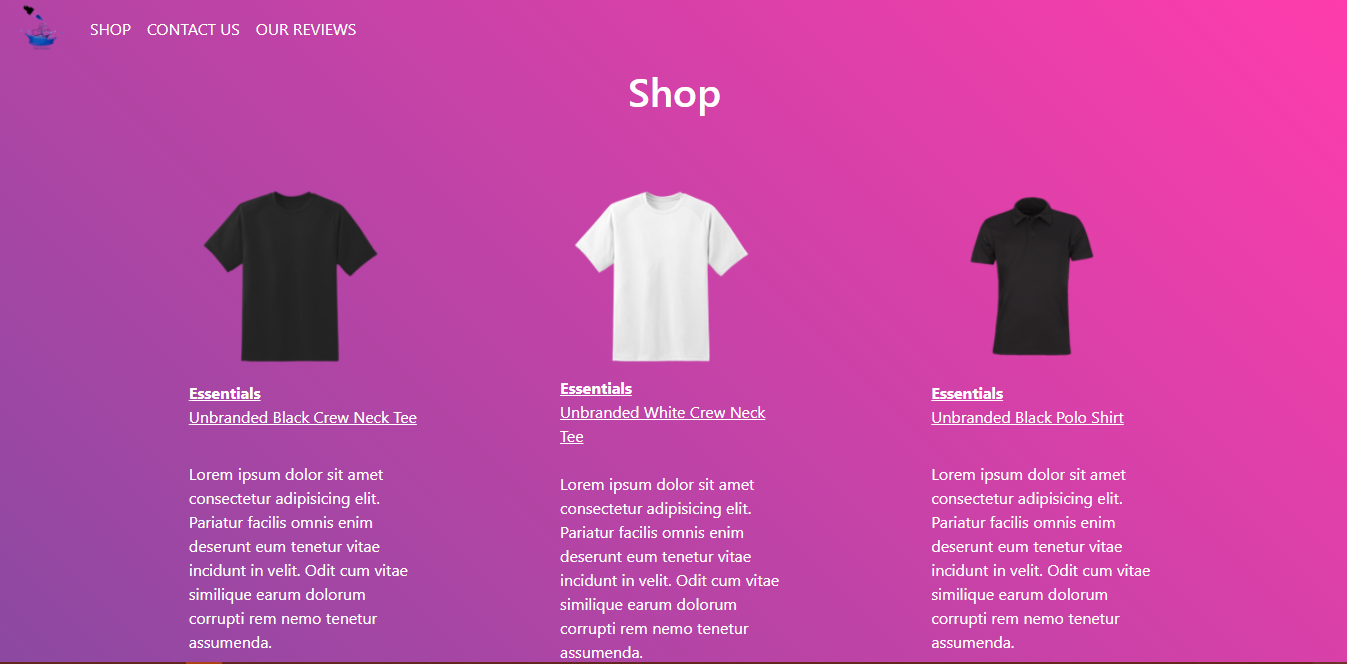 SHOP CONTACT US OUR REVIEWS
Shop
Essentials
Unbranded Black Crew Neck Tee
Lorem ipsum dolor sit amet
consectetur adipisicing elit.
Pariatur facilis omnis enim
deserunt eum tenetur vitae
incidunt in velit. Odit cum vitae
similique earum dolorum
corrupti rem nemo tenetur
assumenda.
Essentials
Unbranded White Crew Neck
Tee
Lorem ipsum dolor sit amet
consectetur adipisicing elit.
Pariatur facilis omnis enim
deserunt eum tenetur vitae
incidunt in velit. Odit cum vitae
similique earum dolorum
corrupti rem nemo tenetur
assumenda.
Essentials
Unbranded Black Polo Shirt
Lorem ipsum dolor sit amet
consectetur adipisicing elit.
Pariatur facilis omnis enim
deserunt eum tenetur vitae
incidunt in velit. Odit cum vitae
similique earum dolorum
corrupti rem nemo tenetur
assumenda.